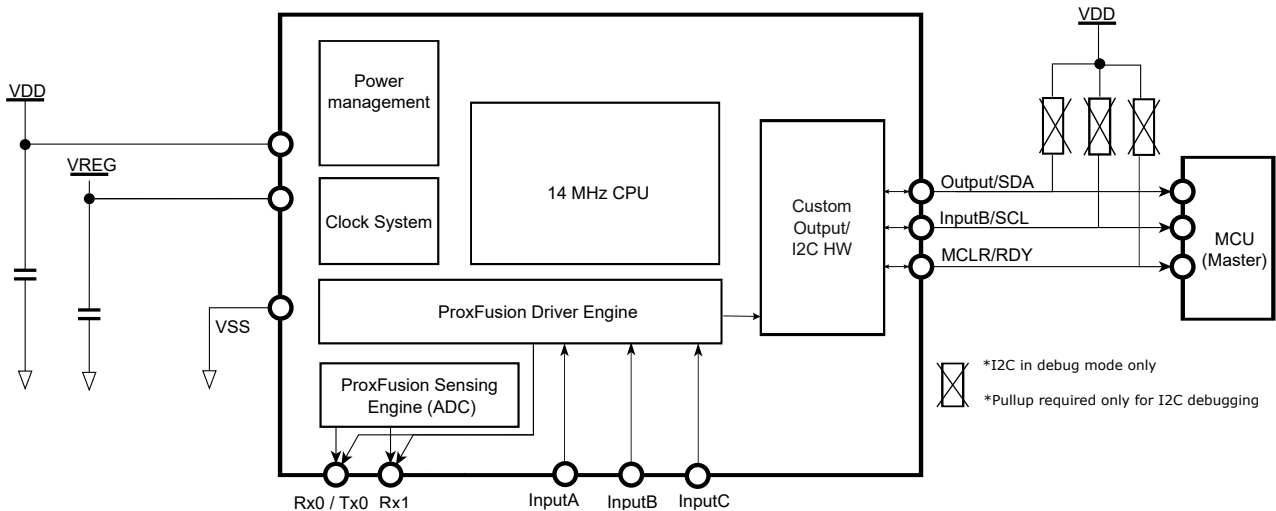 VDD
VREG
VSS
Power
management
Clock System
14 MHz CPU
ProxFusion Driver Engine
ProxFusion Sensing
Engine (ADC)
Custom
Output/
I2C HW
Rx0 / Tx0
Rx1
InputA
InputB
InputC
Output/SDA
InputB/SCL
MCLR/RDY
VDD
MCU
(Master)
*I2C in debug mode only
*Pullup required only for I2C debugging